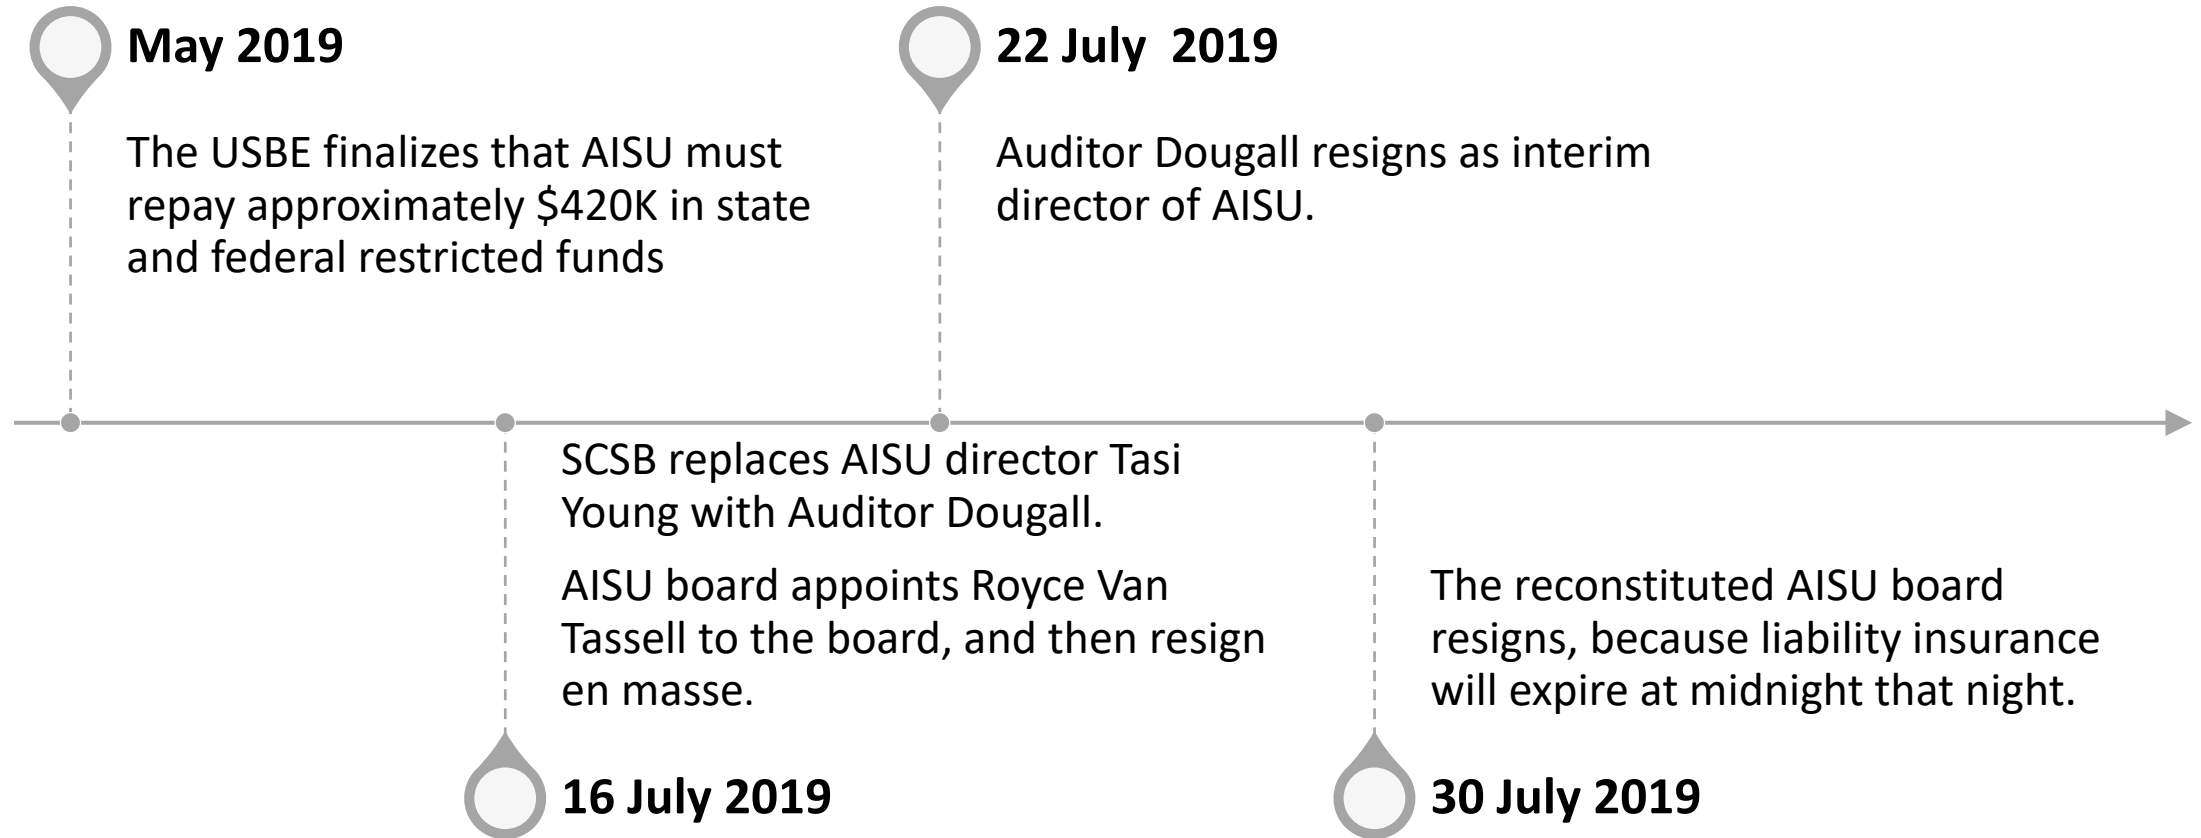 May 2019
The USBE finalizes that AISU must
repay approximately $420K in state
and federal restricted funds
SCSB replaces AISU director Tasi
Young with Auditor Dougall.
AISU board appoints Royce Van
Tassell to the board, and then resign
en masse.
16 July 2019
22 July  2019
Auditor Dougall resigns as interim
director of AISU.
The reconstituted AISU board
resigns, because liability insurance
will expire at midnight that night.
30 July 2019